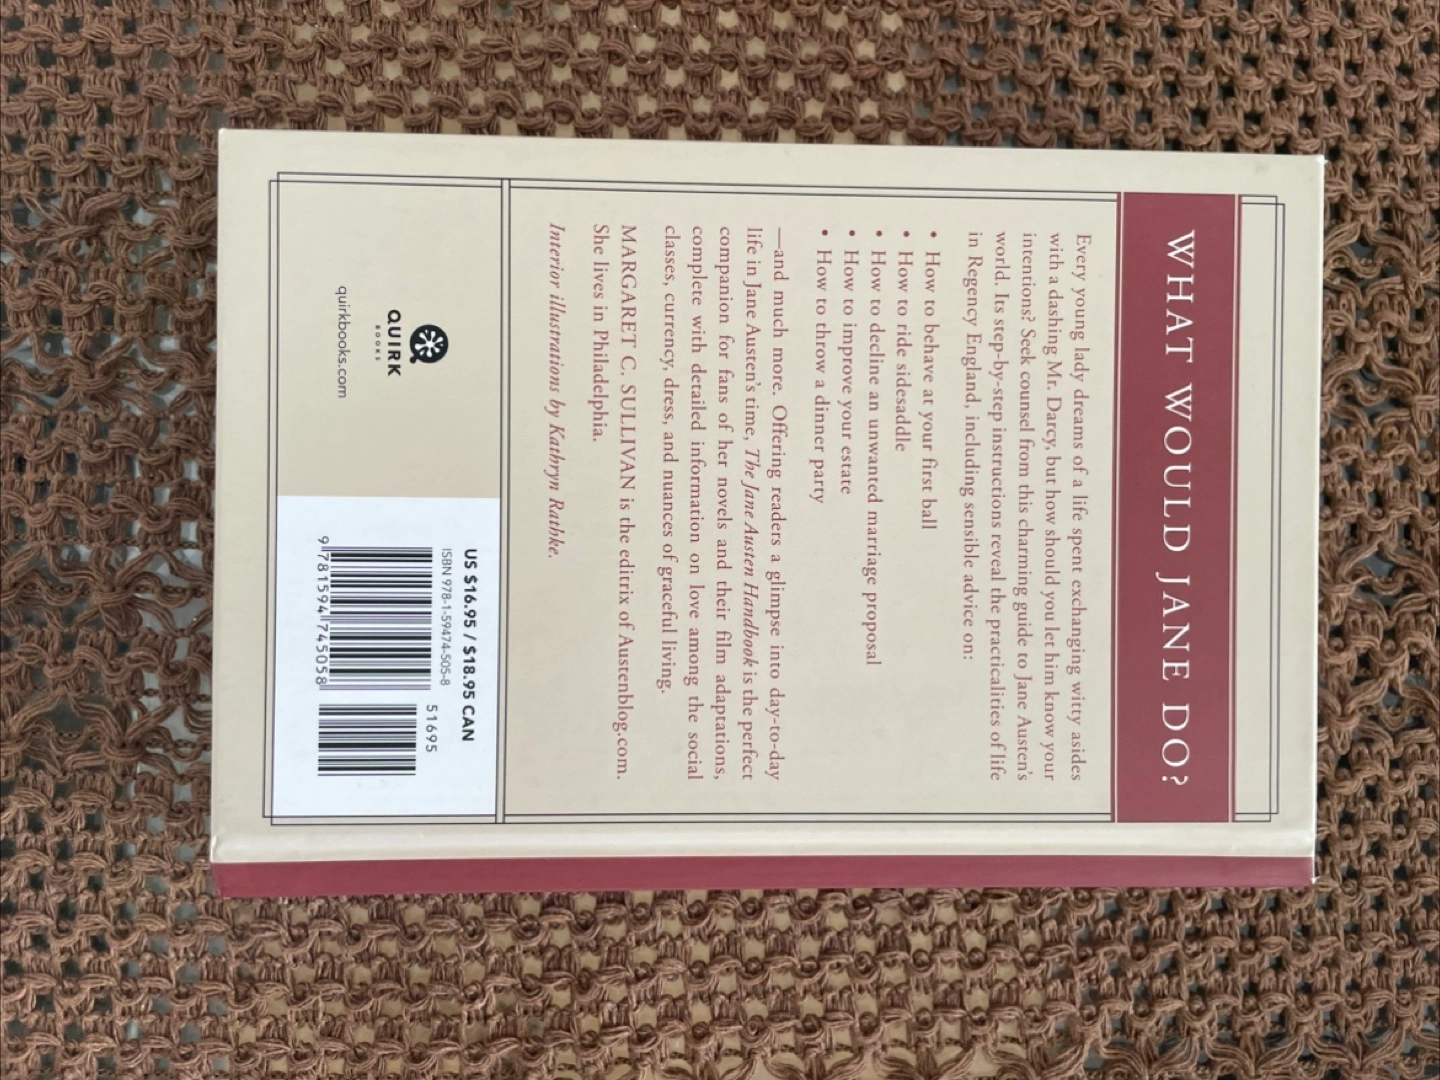 WHAT WOULD JANE DO?
Every young lady dreams of a life spent exchanging witty asides
with a dashing Mr. Darcy, but how should you let him know your
intentions? Seek counsel from this charming guide to Jane Austen's
world. Its step-by-step instructions reveal the practicalities of life
in Regency England, including sensible advice on:
• How to behave at your first ball
• How to ride sidesaddle
• How to decline an unwanted marriage proposal
• How to improve your estate
• How to throw a dinner party
—and much more. Offering readers a glimpse into day-to-day
life in Jane Austen's time, The Jane Austen Handbook is the perfect
companion for fans of her novels and their film adaptations,
complete with detailed information on love among the social
classes, currency, dress, and nuances of graceful living.
MARGARET C. SULLIVAN is the editrix of Austenblog.com.
She lives in Philadelphia.
Interior illustrations by Kathryn Rathke.
QUIRK
BOOKS
quirkbooks.com
US $16.95 / $18.95 CAN
ISBN 978-1-59474-505-8
51695
9 781594 745058